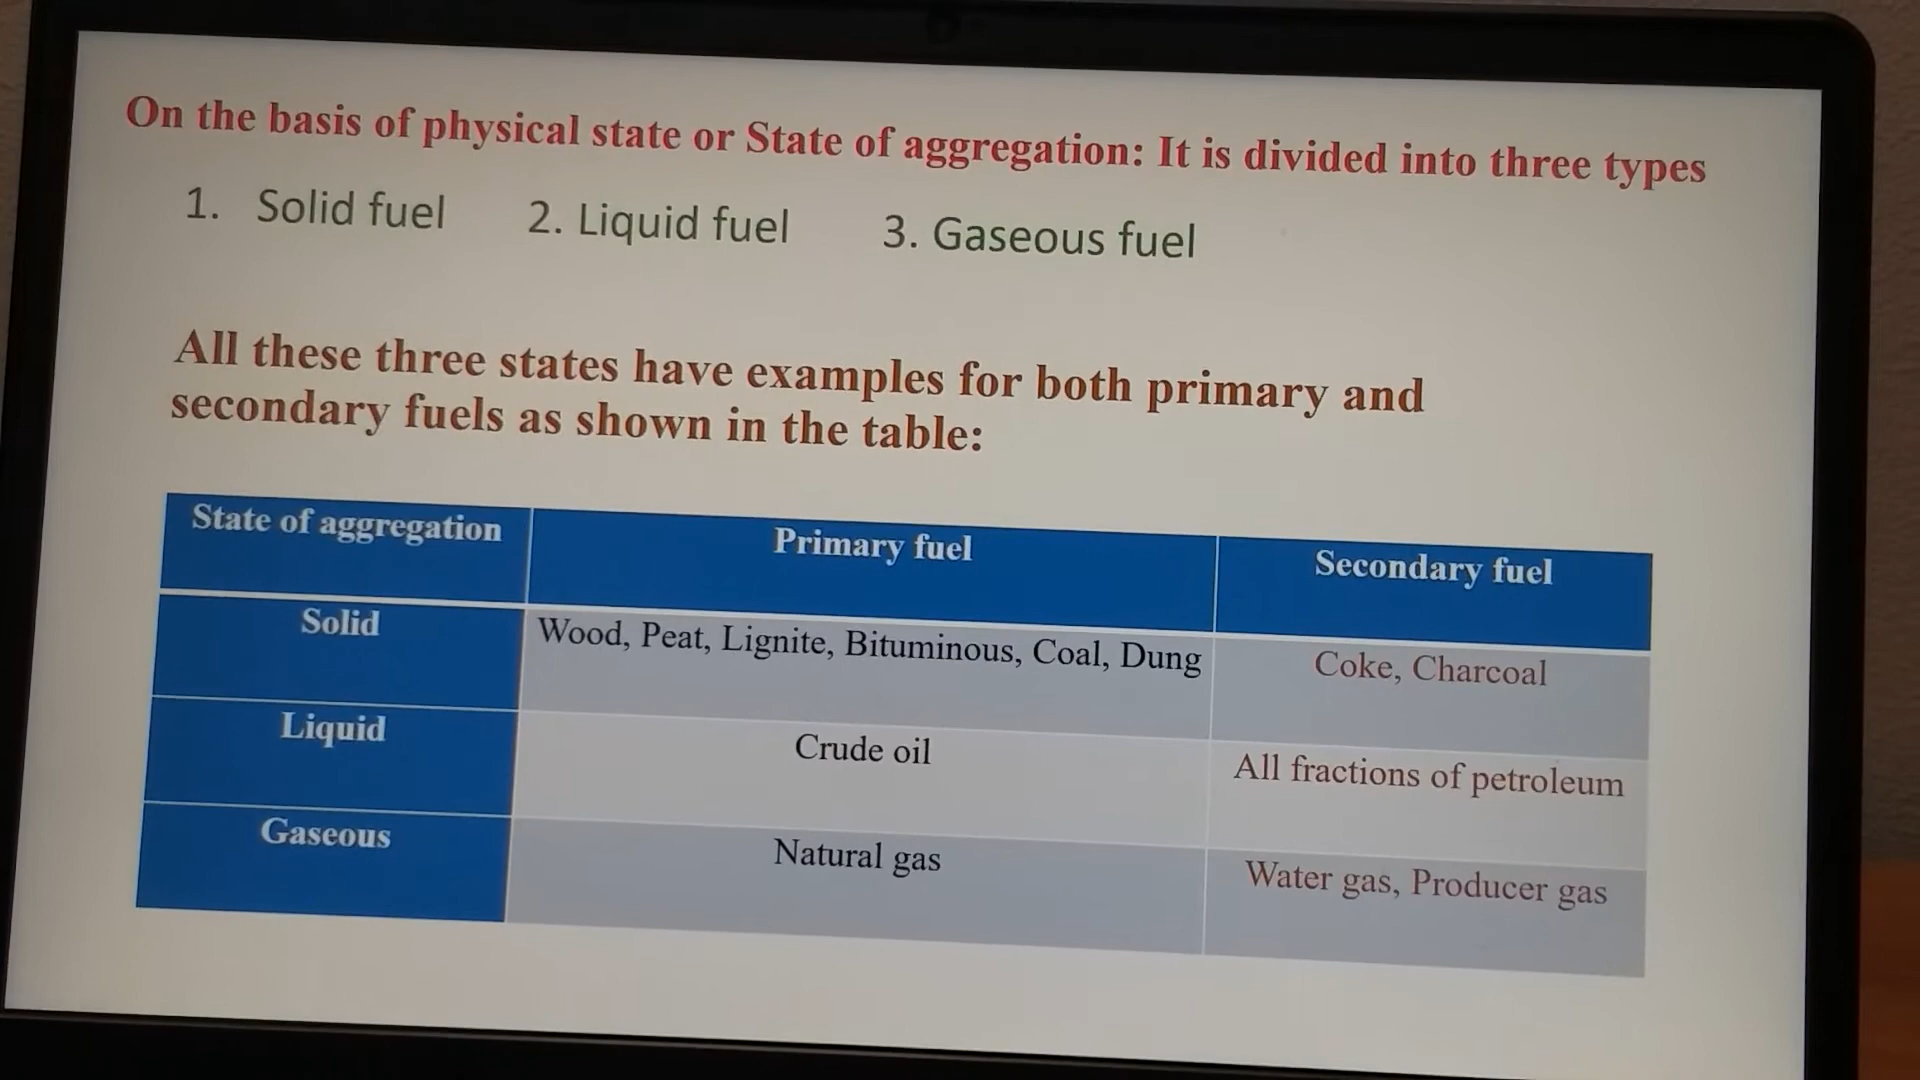 On the basis of physical state or State of aggregation: It is divided into three types
1. Solid fuel 2. Liquid fuel 3. Gaseous fuel
All these three states have examples for both primary and
secondary fuels as shown in the table:
State of aggregation Primary fuel Secondary fuel
Solid Wood, Peat, Lignite, Bituminous, Coal, Dung Coke, Charcoal
Liquid Crude oil All fractions of petroleum
Gaseous Natural gas Water gas, Producer gas